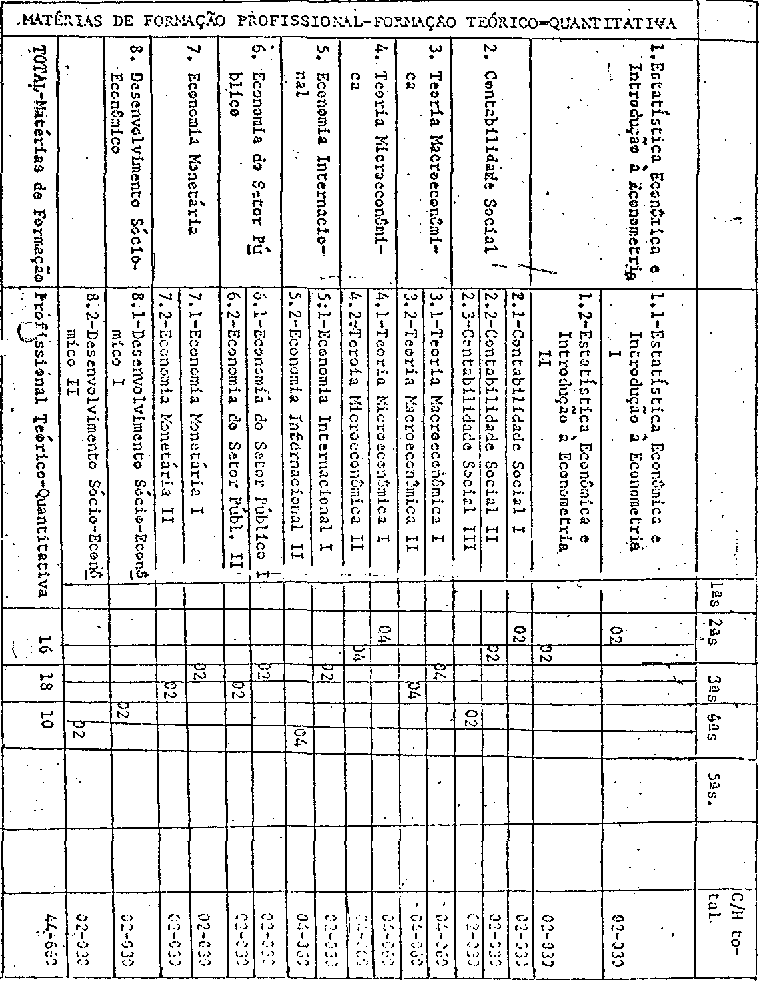 MATÉRIAS DE FORMAÇÃO PROFISSIONAL-FORMAÇÃO TEÓRICO=QUANTITATIVA
1as 2as 3as 4as 5as. C/H to-
tal.
1.Estatística Econômica e
Introdução à Econometria
1.1-Estatística Econômica e
Introdução à Econometria
I
02 02-030
1.2-Estatística Econômica e
Introdução à Econometria
II
02 02-030
2. Contabilidade Social
2.1-Contabilidade Social I 02 02-030
2.2-Contabilidade Social II 02 02-030
2.3-Contabilidade Social III 02 02-030
3. Teoria Macroeconômi-
ca
3.1-Teoria Macroeconômica I 04 04-060
3.2-Teoria Macroeconômica II 04 04-060
4. Teoria Microeconômi-
ca
4.1-Teoria Microeconômica I 04 04-060
4.2-Teroia Microeconômica II 04 04-060
5. Economia Internacio-
nal
5:1-Economia Internacional I 02 02-030
5.2-Economia Internacional II 04 04-060
6. Economia do Setor Pú
blico
6.1-Economia do Setor Público I 02 02-030
6.2-Economia do Setor Públ. II 02 02-030
7. Economia Monetária
7.1-Economia Monetária I 02 02-030
7.2-Economia Monetária II 02 02-030
8. Desenvolvimento Sócio-
Econômico
8.1-Desenvolvimento Sócio-Econô
mico I
02 02-030
8.2-Desenvolvimento Sócio-Econô
mico II
02 02-030
TOTAL-Matérias de Formação Profissional Teórico-Quantitativa 16 18 10 44-660